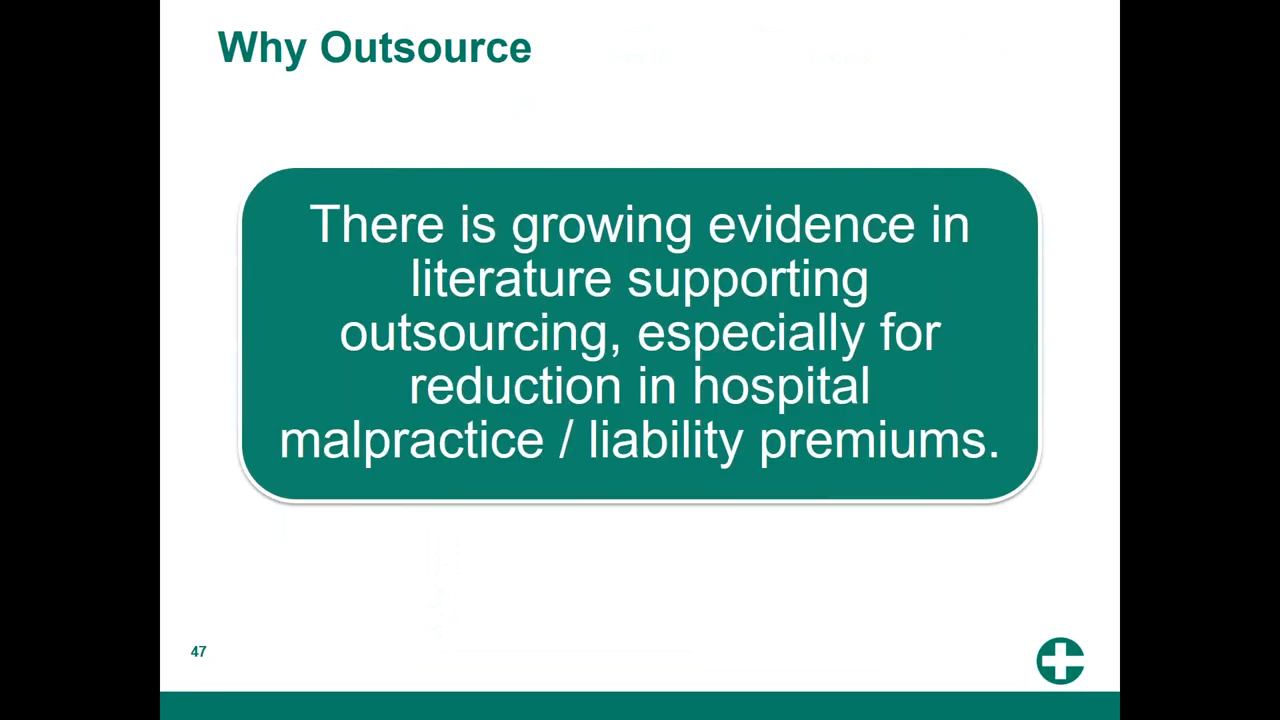 Why Outsource
There is growing evidence in
literature supporting
outsourcing, especially for
reduction in hospital
malpractice / liability premiums.
47